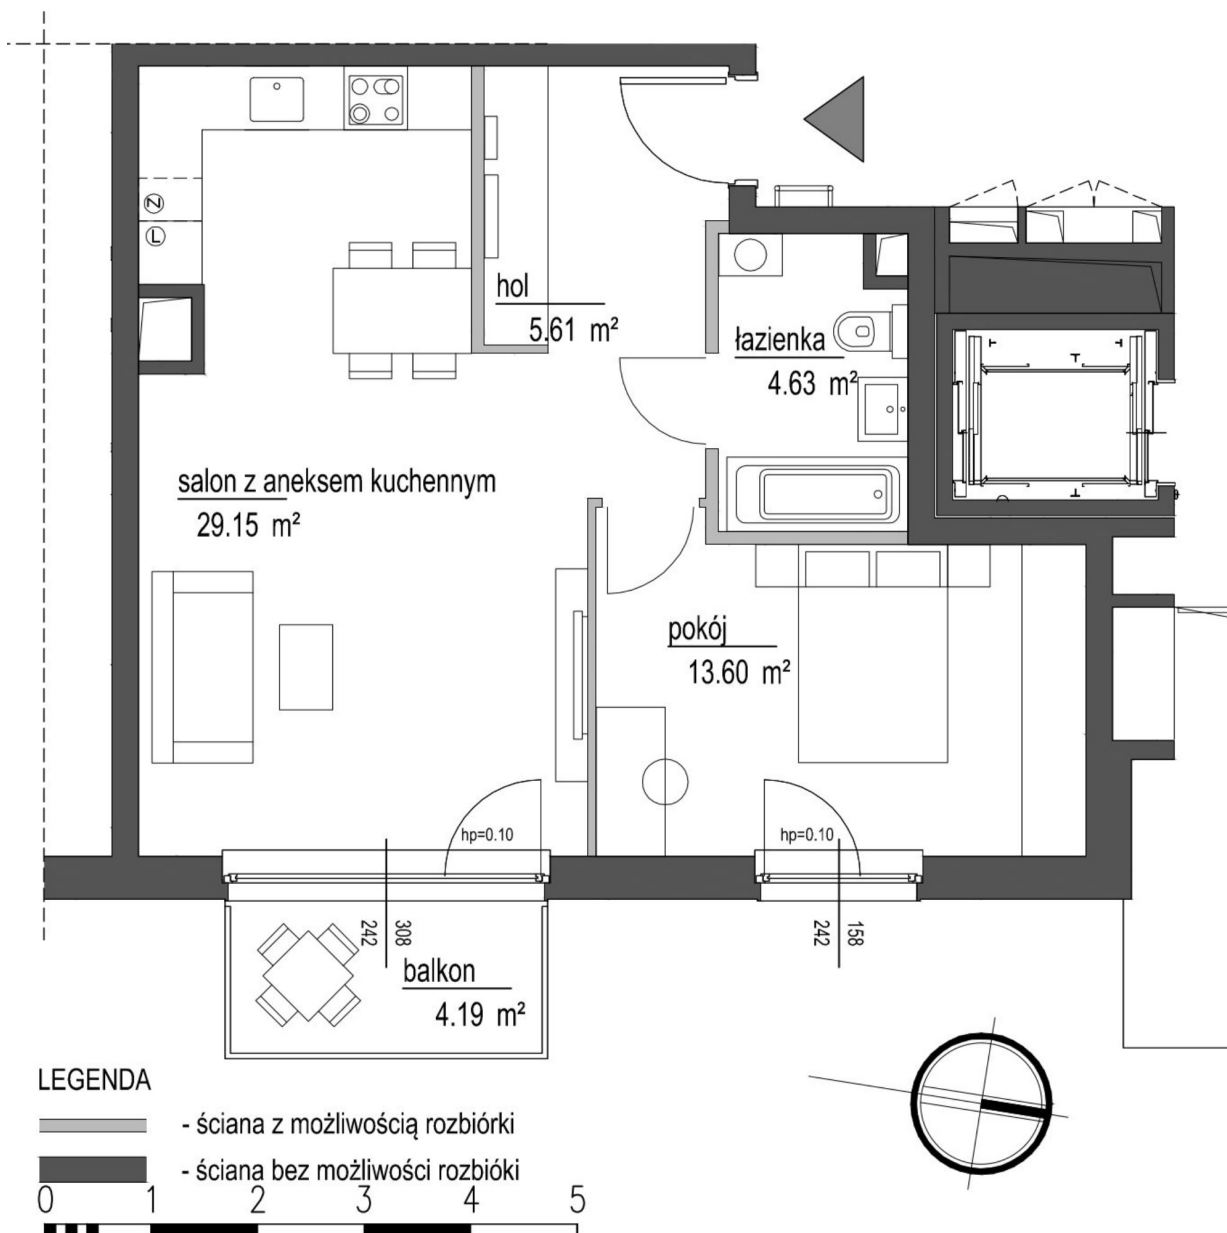 Z
L
hol
5.61 m²
łazienka
4.63 m²
salon z aneksem kuchennym
29.15 m²
pokój
13.60 m²
hp=0.10
hp=0.10
308
242
158
242
balkon
4.19 m²
LEGENDA
- ściana z możliwością rozbiórki
- ściana bez możliwości rozbióki
0 1 2 3 4 5